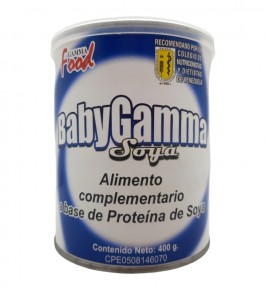 GAMMA
Food
RECOMENDADO POR
COLEGIO DE
NUTRICIONISTAS
Y DIETISTAS
DE VENEZUELA
BabyGamma
Soya
Alimento
complementario
a base de Proteína de Soya
Contenido Neto: 400 g.
CPE0508146070